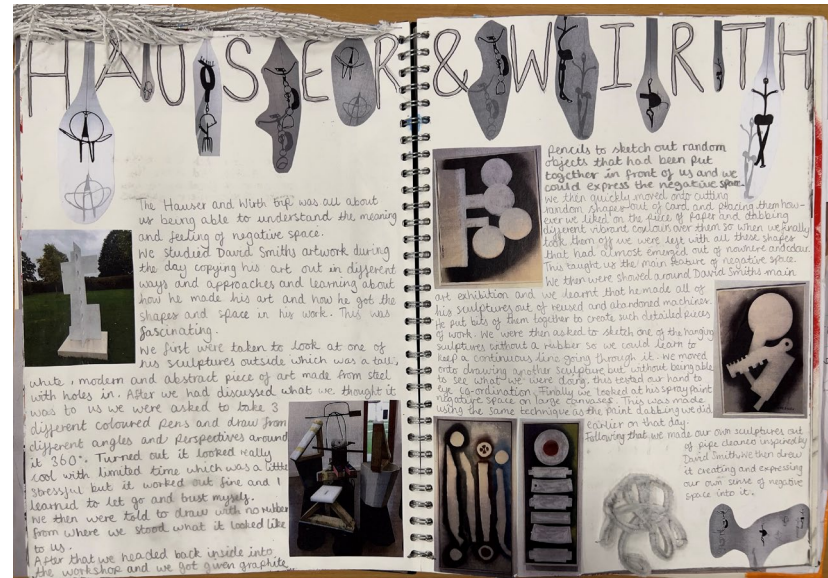 HAUSER & WIRTH
The Hauser and Wirth trip was all about
us being able to understand the meaning
and feeling of negative space.
We studied David Smiths artwork during
the day copying his art out in different
ways and approaches and learning about
how he made his art and how he got the
shapes and space in his work. This was
fascinating.
We first were taken to look at one of
his sculptures outside which was a tall,
white, modern and abstract piece of art made from steel
with holes in. After we had discussed what we thought it
was to us we were asked to take 3
different coloured pens and draw from
different angles and perspectives around
it 360°. Turned out it looked really
cool with limited time which was a little
stressful but it worked out fine and I
learned to let go and trust myself.
We then were told to draw with no rubber
from where we stood what it looked like
to us.
After that we headed back inside into
the workshop and we got given graphite
pencils to sketch out random
objects that had been put
together in front of us and we
could express the negative space.
We then quickly moved onto cutting
random shapes out of card and placing them how-
ever we liked on the piece of paper and dabbing
different vibrant colours over them so when we finally
took them off we were left with all these shapes
that had almost emerged out of nowhere and
This taught us the main feature of negative space.
We then were showed around David Smiths main
art exhibition and we learnt that he made all of
his sculptures out of reused and abandoned machines.
He put bits of them together to create such detailed pieces
of work. We were then asked to sketch one of the hanging
sculptures without a rubber so we could learn to
keep a continuous line going through it. We moved
onto drawing another sculpture but without being able
to see what we were doing, this tested our hand to
eye co-ordination. Finally we looked at his spray paint
negative space on large canvases. This was made
using the same technique as the paint dabbing we did
earlier on that day.
Following that we made our own sculptures out
of pipe cleaners inspired by
David Smith. We then drew
it creating and expressing
our own sense of negative
space into it.